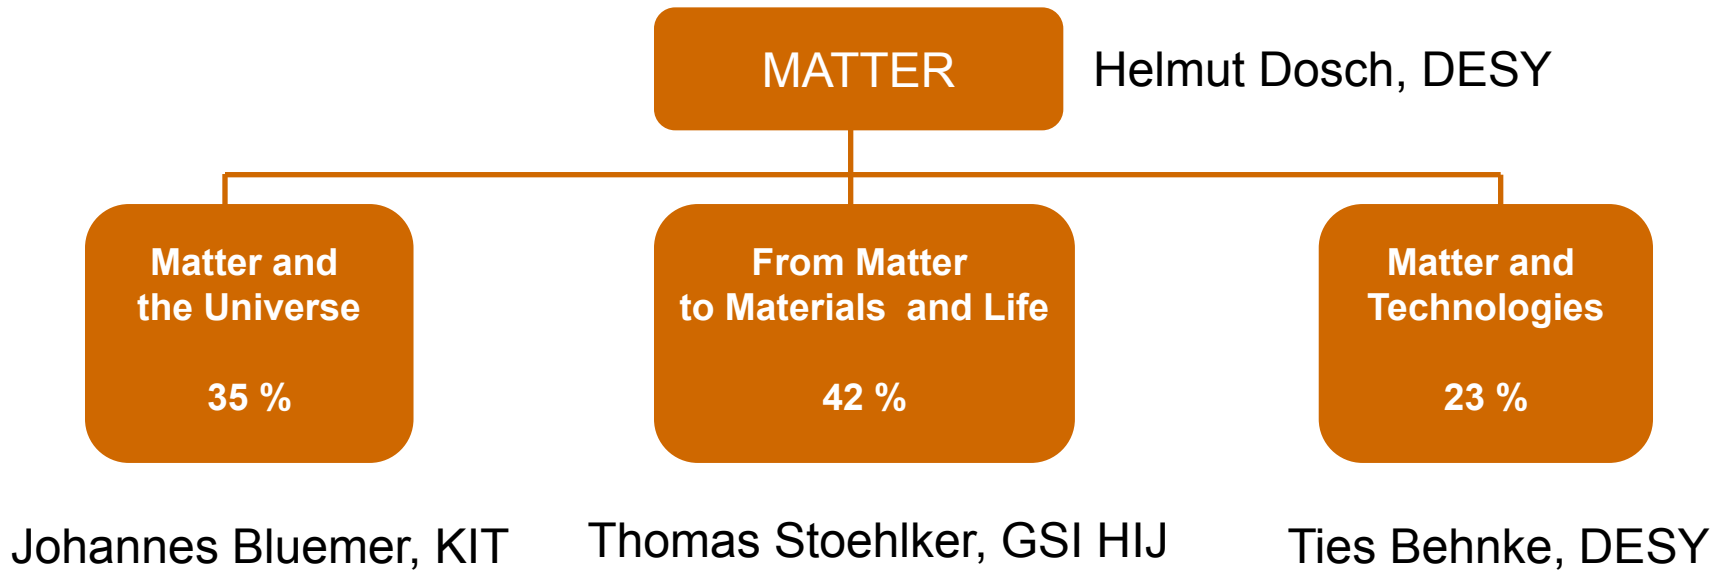 MATTER
Helmut Dosch, DESY
Matter and
the Universe
35 %
From Matter
to Materials and Life
42 %
Matter and
Technologies
23 %
Johannes Bluemer, KIT
Thomas Stoehlker, GSI HIJ
Ties Behnke, DESY